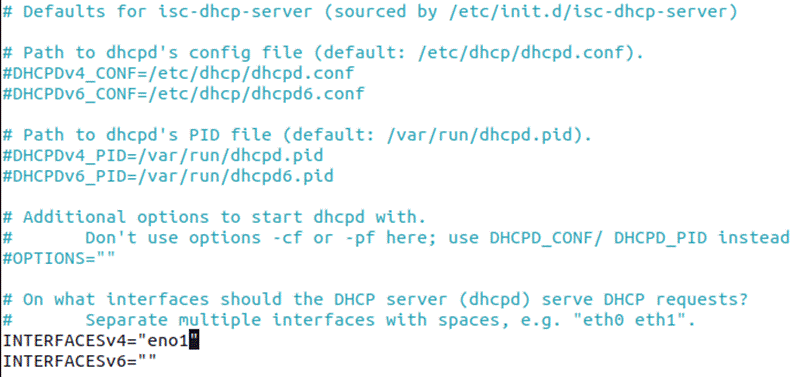 # Defaults for isc-dhcp-server (sourced by /etc/init.d/isc-dhcp-server)
# Path to dhcpd's config file (default: /etc/dhcp/dhcpd.conf).
#DHCPDv4_CONF=/etc/dhcp/dhcpd.conf
#DHCPDv6_CONF=/etc/dhcp/dhcpd6.conf
# Path to dhcpd's PID file (default: /var/run/dhcpd.pid).
#DHCPDv4_PID=/var/run/dhcpd.pid
#DHCPDv6_PID=/var/run/dhcpd6.pid
# Additional options to start dhcpd with.
#       Don't use options -cf or -pf here; use DHCPD_CONF/ DHCPD_PID instead
#OPTIONS=""
# On what interfaces should the DHCP server (dhcpd) serve DHCP requests?
#       Separate multiple interfaces with spaces, e.g. "eth0 eth1".
INTERFACESv4="eno1"
INTERFACESv6=""